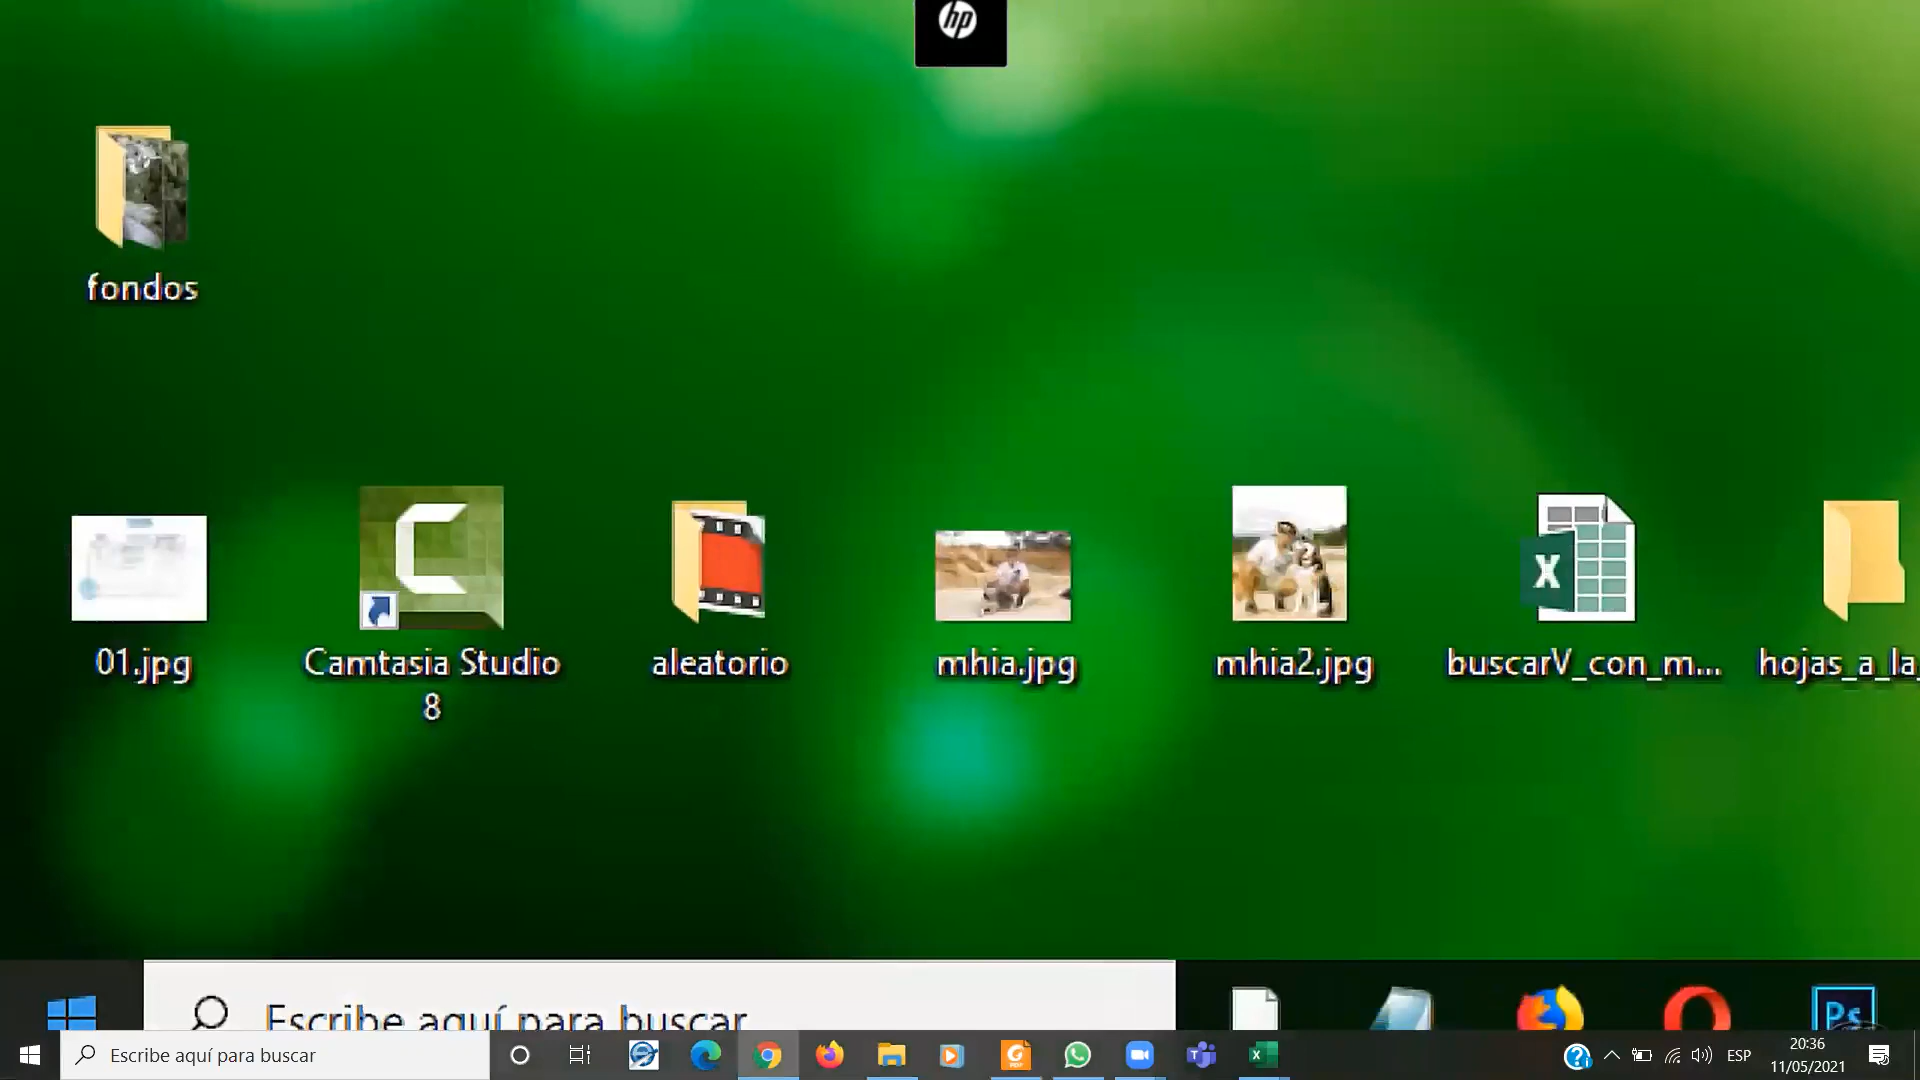 hp
fondos
01.jpg
Camtasia Studio
8
aleatorio
mhia.jpg
mhia2.jpg
buscarV_con_m...
hojas_a_la_
Escribe aquí para buscar
Ps
Escribe aquí para buscar
ESP
20:36
11/05/2021